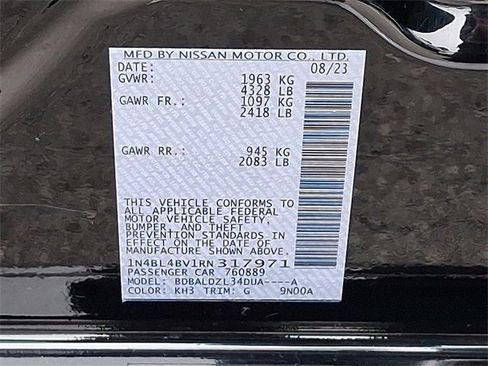 MFD BY NISSAN MOTOR CO., LTD.
DATE: 08/23
GVWR: 1963 KG
4328 LB
GAWR FR.: 1097 KG
2418 LB
GAWR RR.: 945 KG
2083 LB
THIS VEHICLE CONFORMS TO
ALL APPLICABLE FEDERAL
MOTOR VEHICLE SAFETY,
BUMPER, AND THEFT
PREVENTION STANDARDS IN
EFFECT ON THE DATE OF
MANUFACTURE SHOWN ABOVE.
1N4BL4BV1RN317971
PASSENGER CAR 760889
MODEL: BDBALDZL34DUA----A
COLOR: KH3 TRIM: G 9N00A